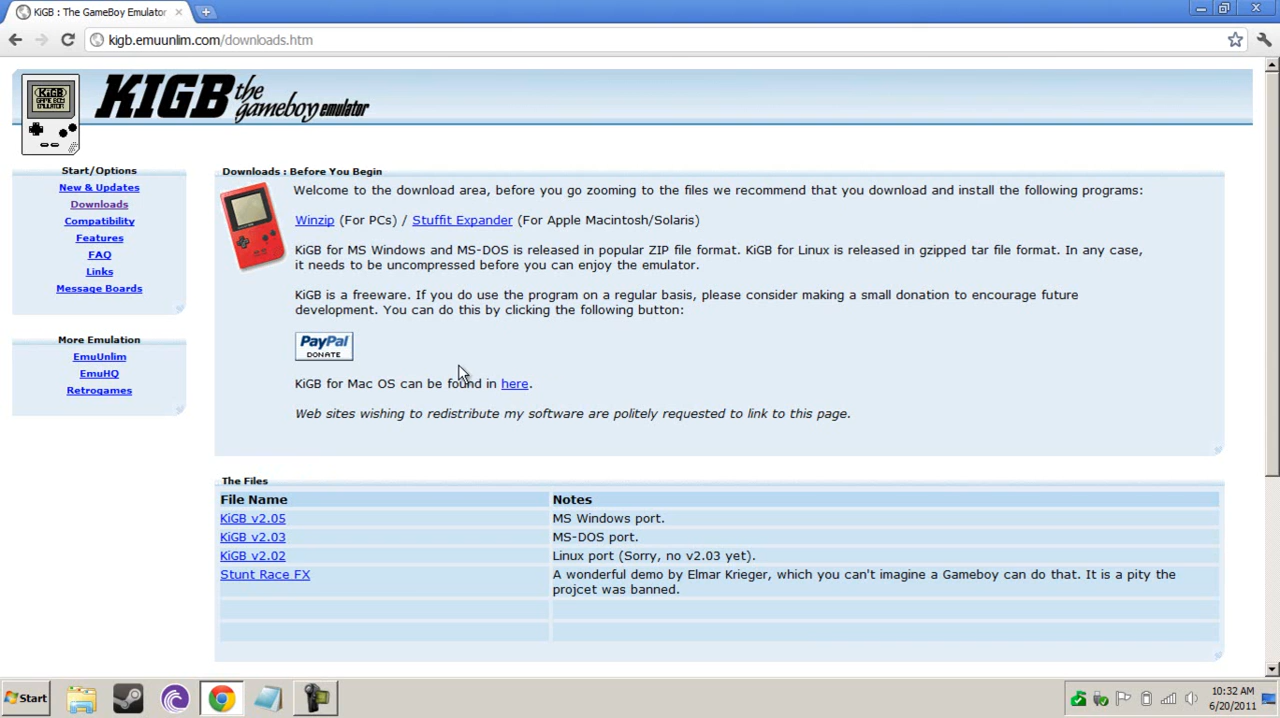 KiGB : The GameBoy Emulator
kigb.emuunlim.com/downloads.htm
KiGB
GAME BOY
EMULATOR
KIGB the gameboy emulator
Start/Options
New & Updates
Downloads
Compatibility
Features
FAQ
Links
Message Boards
More Emulation
EmuUnlim
EmuHQ
Retrogames
Downloads : Before You Begin
Welcome to the download area, before you go zooming to the files we recommend that you download and install the following programs:
Winzip (For PCs) / Stuffit Expander (For Apple Macintosh/Solaris)
KiGB for MS Windows and MS-DOS is released in popular ZIP file format. KiGB for Linux is released in gzipped tar file format. In any case,
it needs to be uncompressed before you can enjoy the emulator.
KiGB is a freeware. If you do use the program on a regular basis, please consider making a small donation to encourage future
development. You can do this by clicking the following button:
PayPal
DONATE
KiGB for Mac OS can be found in here.
Web sites wishing to redistribute my software are politely requested to link to this page.
The Files
File Name Notes
KiGB v2.05 MS Windows port.
KiGB v2.03 MS-DOS port.
KiGB v2.02 Linux port (Sorry, no v2.03 yet).
Stunt Race FX A wonderful demo by Elmar Krieger, which you can't imagine a Gameboy can do that. It is a pity the
projcet was banned.
Start
10:32 AM
6/20/2011